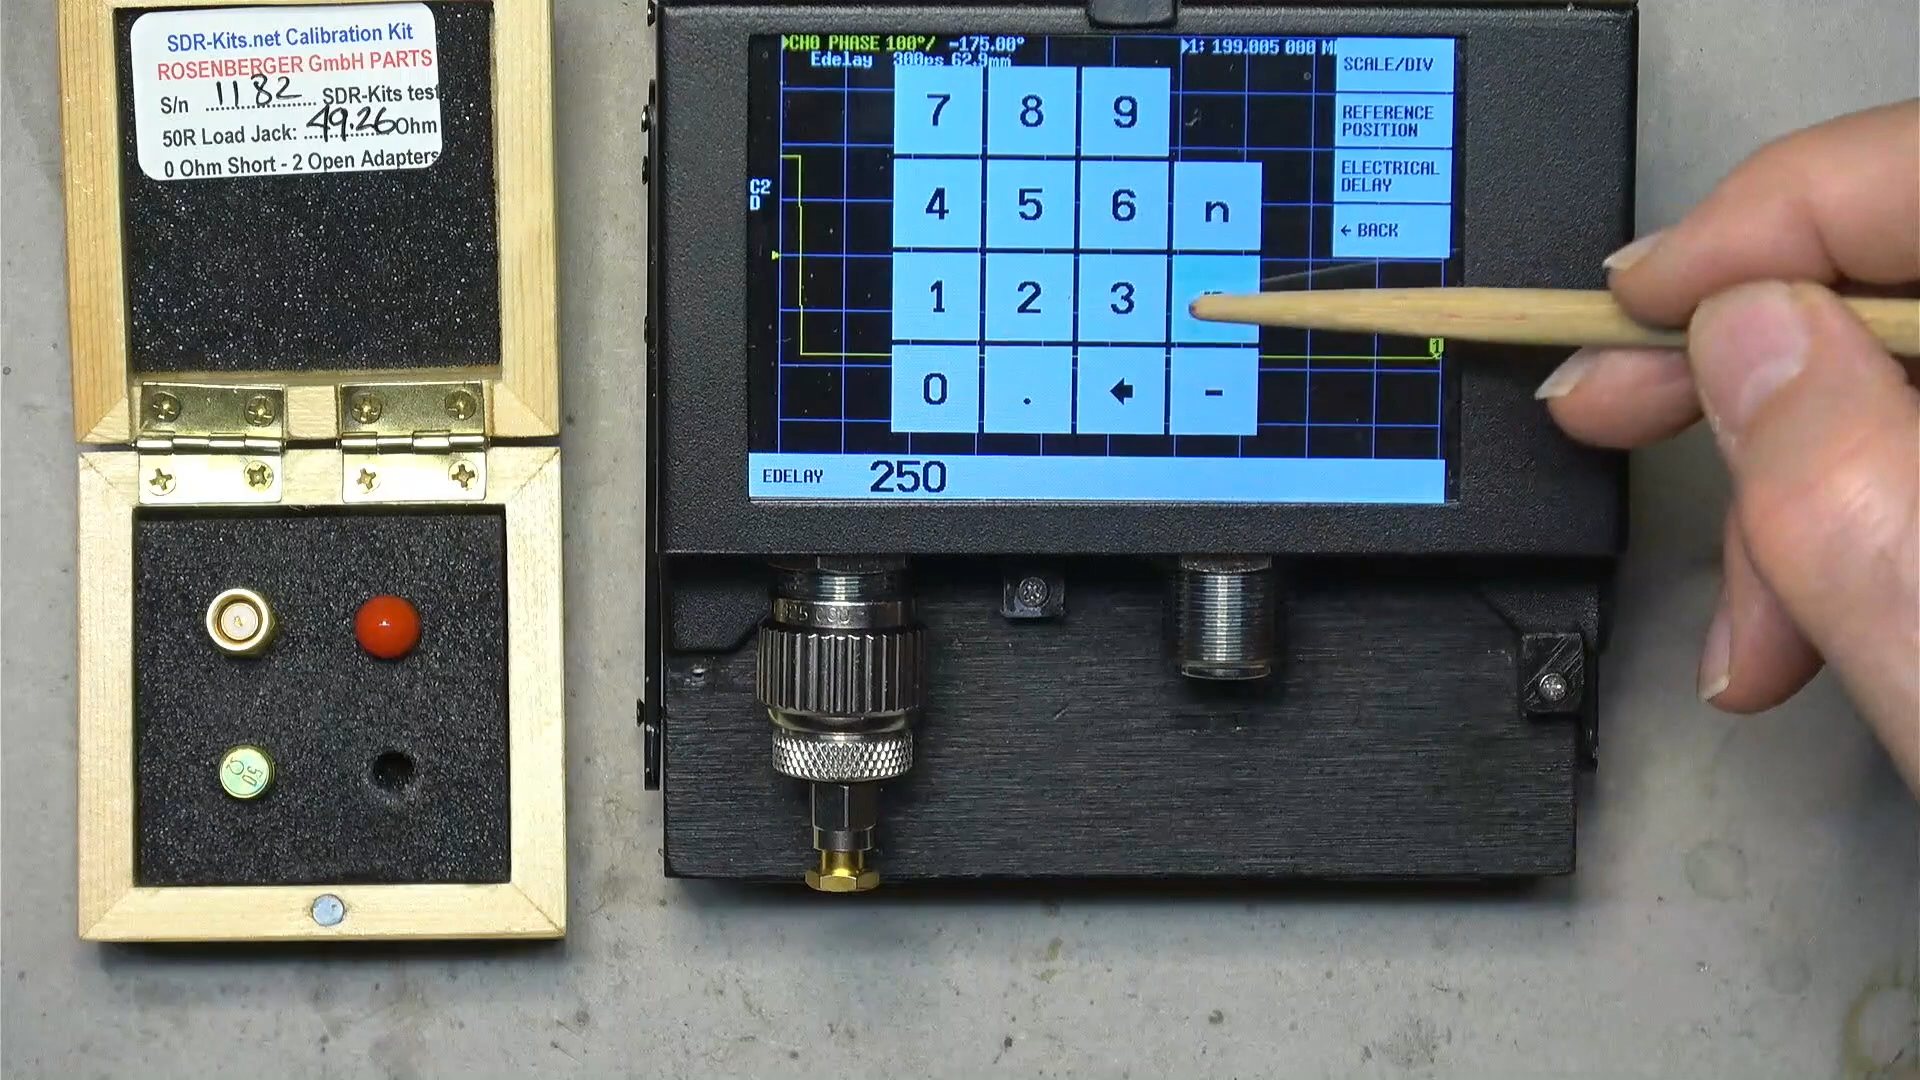 SDR-Kits.net Calibration Kit
ROSENBERGER GmbH PARTS
S/n 1182 SDR-Kits test
50R Load Jack: 49.26 Ohm
0 Ohm Short - 2 Open Adapters
CH0 PHASE 100°/ -175.00°
1: 199.005 000 M
Edelay 300ps 62.9mm
SCALE/DIV
REFERENCE
POSITION
ELECTRICAL
DELAY
← BACK
C2
D
7 8 9
4 5 6 n
1 2 3
0 . ← -
1
EDELAY 250
50